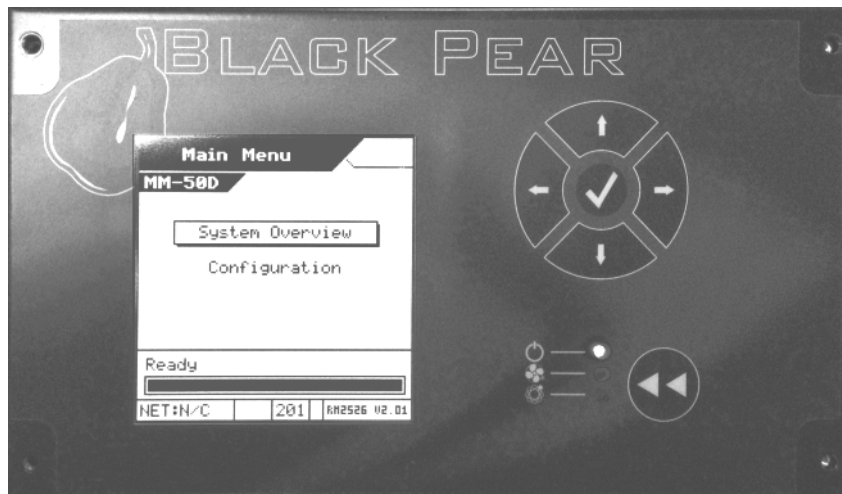 BLACK PEAR
Main Menu
MM-50D
System Overview
Configuration
Ready
NET:N/C 201 RM2526 V2.01